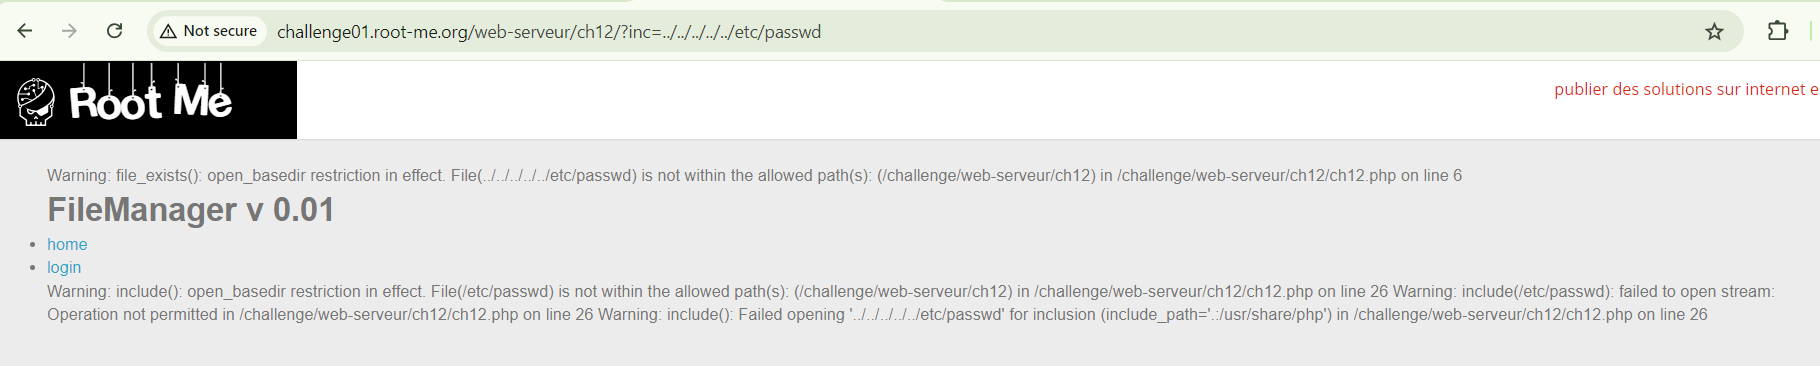 Not secure challenge01.root-me.org/web-serveur/ch12/?inc=../../../../../etc/passwd
Root Me
publier des solutions sur internet e
Warning: file_exists(): open_basedir restriction in effect. File(../../../../../etc/passwd) is not within the allowed path(s): (/challenge/web-serveur/ch12) in /challenge/web-serveur/ch12/ch12.php on line 6
FileManager v 0.01
home
login
Warning: include(): open_basedir restriction in effect. File(/etc/passwd) is not within the allowed path(s): (/challenge/web-serveur/ch12) in /challenge/web-serveur/ch12/ch12.php on line 26 Warning: include(/etc/passwd): failed to open stream:
Operation not permitted in /challenge/web-serveur/ch12/ch12.php on line 26 Warning: include(): Failed opening '../../../../../etc/passwd' for inclusion (include_path='.:/usr/share/php') in /challenge/web-serveur/ch12/ch12.php on line 26